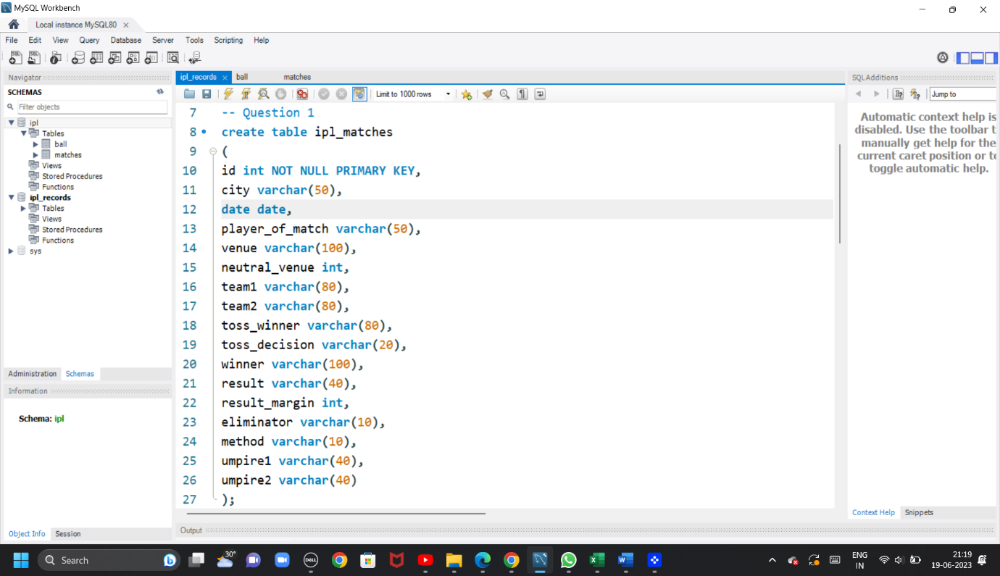 MySQL Workbench
Local instance MySQL80
File Edit View Query Database Server Tools Scripting Help
Navigator
SCHEMAS
Filter objects
ipl
Tables
ball
matches
Views
Stored Procedures
Functions
ipl_records
Tables
Views
Stored Procedures
Functions
sys
Administration Schemas
Information
Schema: ipl
Object Info Session
ipl_records ball matches
Limit to 1000 rows
7 -- Question 1
8 create table ipl_matches
9 (
10 id int NOT NULL PRIMARY KEY,
11 city varchar(50),
12 date date,
13 player_of_match varchar(50),
14 venue varchar(100),
15 neutral_venue int,
16 team1 varchar(80),
17 team2 varchar(80),
18 toss_winner varchar(80),
19 toss_decision varchar(20),
20 winner varchar(100),
21 result varchar(40),
22 result_margin int,
23 eliminator varchar(10),
24 method varchar(10),
25 umpire1 varchar(40),
26 umpire2 varchar(40)
27 );
Output
SQLAdditions
Jump to
Automatic context help is
disabled. Use the toolbar t
manually get help for the
current caret position or to
toggle automatic help.
Context Help Snippets
Search
30°
DELL
ENG
IN
21:19
19-06-2023